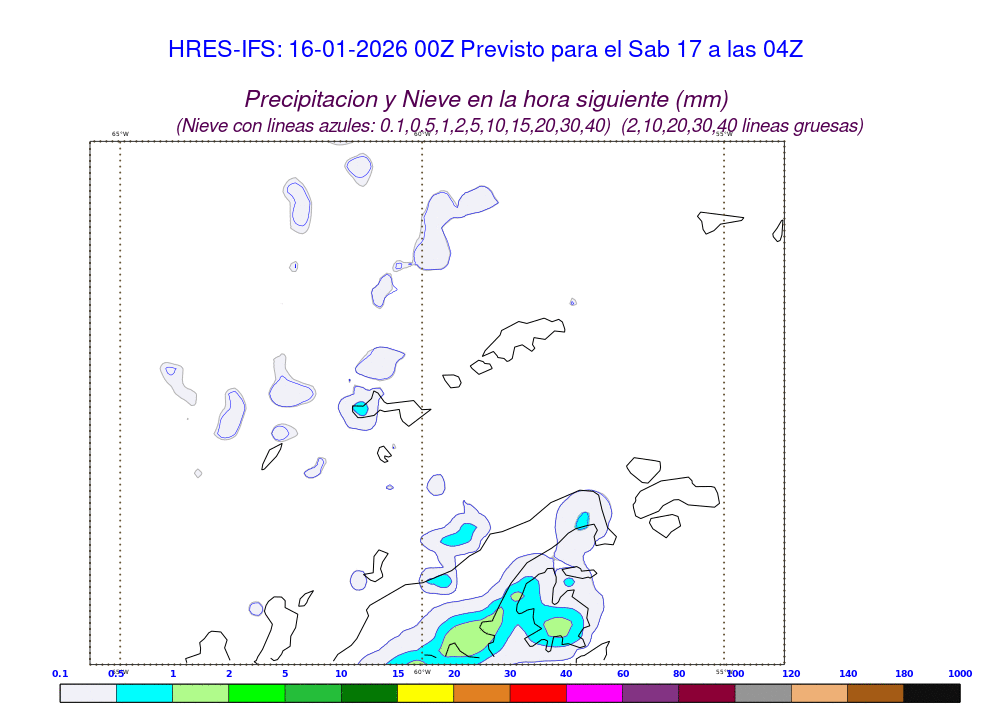 HRES-IFS: 16-01-2026 00Z Previsto para el Sab 17 a las 04Z
Precipitacion y Nieve en la hora siguiente (mm)
(Nieve con lineas azules: 0.1,0.5,1,2,5,10,15,20,30,40) (2,10,20,30,40 lineas gruesas)
65°W 60°W 55°W
65°W 60°W 55°W
0.1 0.5 1 2 5 10 15 20 30 40 60 80 100 120 140 180 1000